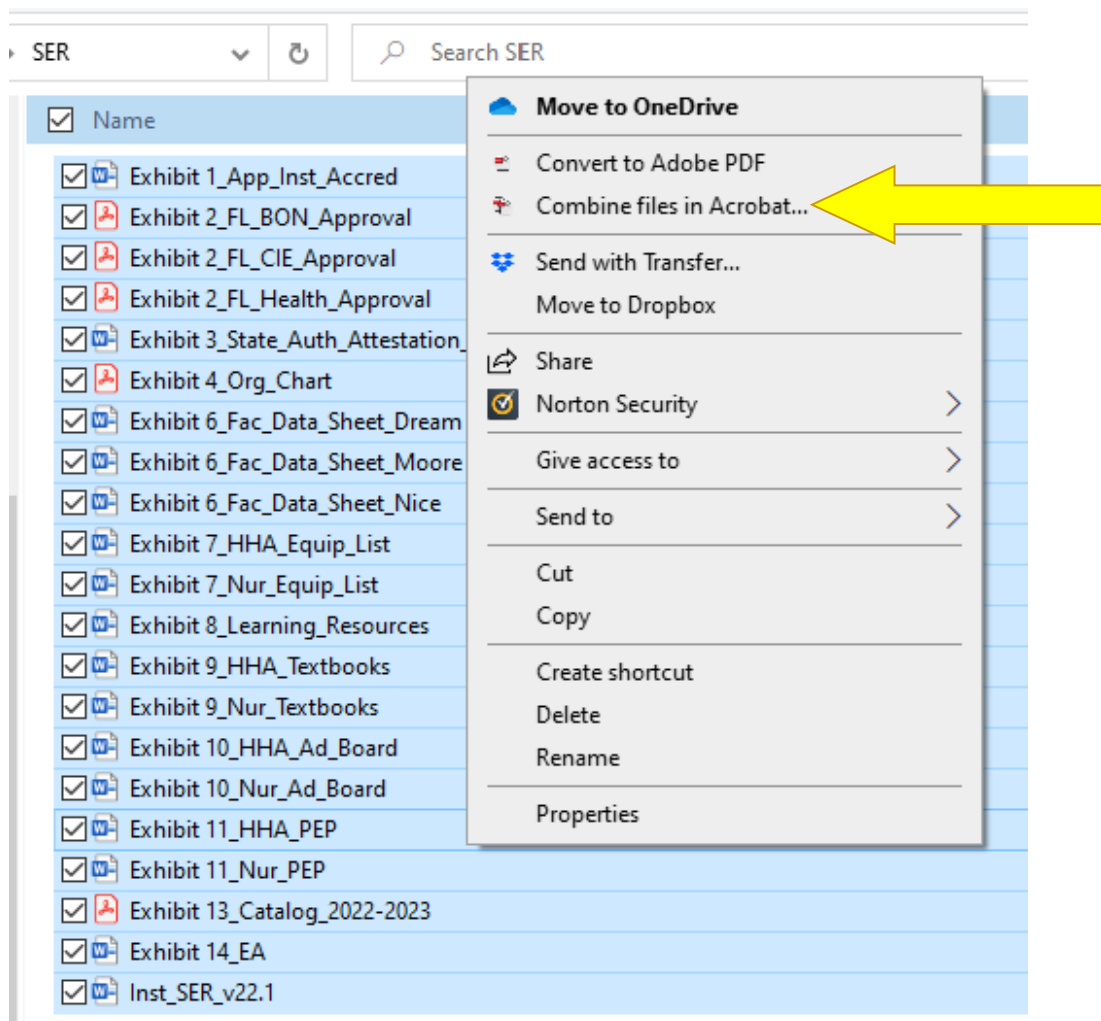 SER
Search SER
Name
Exhibit 1_App_Inst_Accred
Exhibit 2_FL_BON_Approval
Exhibit 2_FL_CIE_Approval
Exhibit 2_FL_Health_Approval
Exhibit 3_State_Auth_Attestation_
Exhibit 4_Org_Chart
Exhibit 6_Fac_Data_Sheet_Dream
Exhibit 6_Fac_Data_Sheet_Moore
Exhibit 6_Fac_Data_Sheet_Nice
Exhibit 7_HHA_Equip_List
Exhibit 7_Nur_Equip_List
Exhibit 8_Learning_Resources
Exhibit 9_HHA_Textbooks
Exhibit 9_Nur_Textbooks
Exhibit 10_HHA_Ad_Board
Exhibit 10_Nur_Ad_Board
Exhibit 11_HHA_PEP
Exhibit 11_Nur_PEP
Exhibit 13_Catalog_2022-2023
Exhibit 14_EA
Inst_SER_v22.1
Move to OneDrive
Convert to Adobe PDF
Combine files in Acrobat...
Send with Transfer...
Move to Dropbox
Share
Norton Security
Give access to
Send to
Cut
Copy
Create shortcut
Delete
Rename
Properties